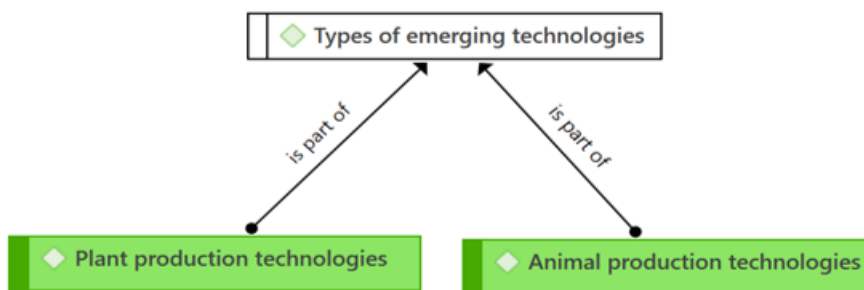 Types of emerging technologies
is part of
is part of
Plant production technologies
Animal production technologies